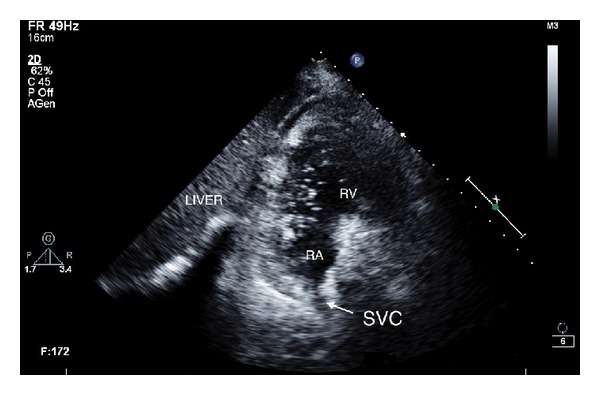 FR 49Hz
16cm
M3
2D
62%
C 45
P Off
AGen
P
LIVER
RV
G
P R
1.7 3.4
RA
SVC
6
F:172